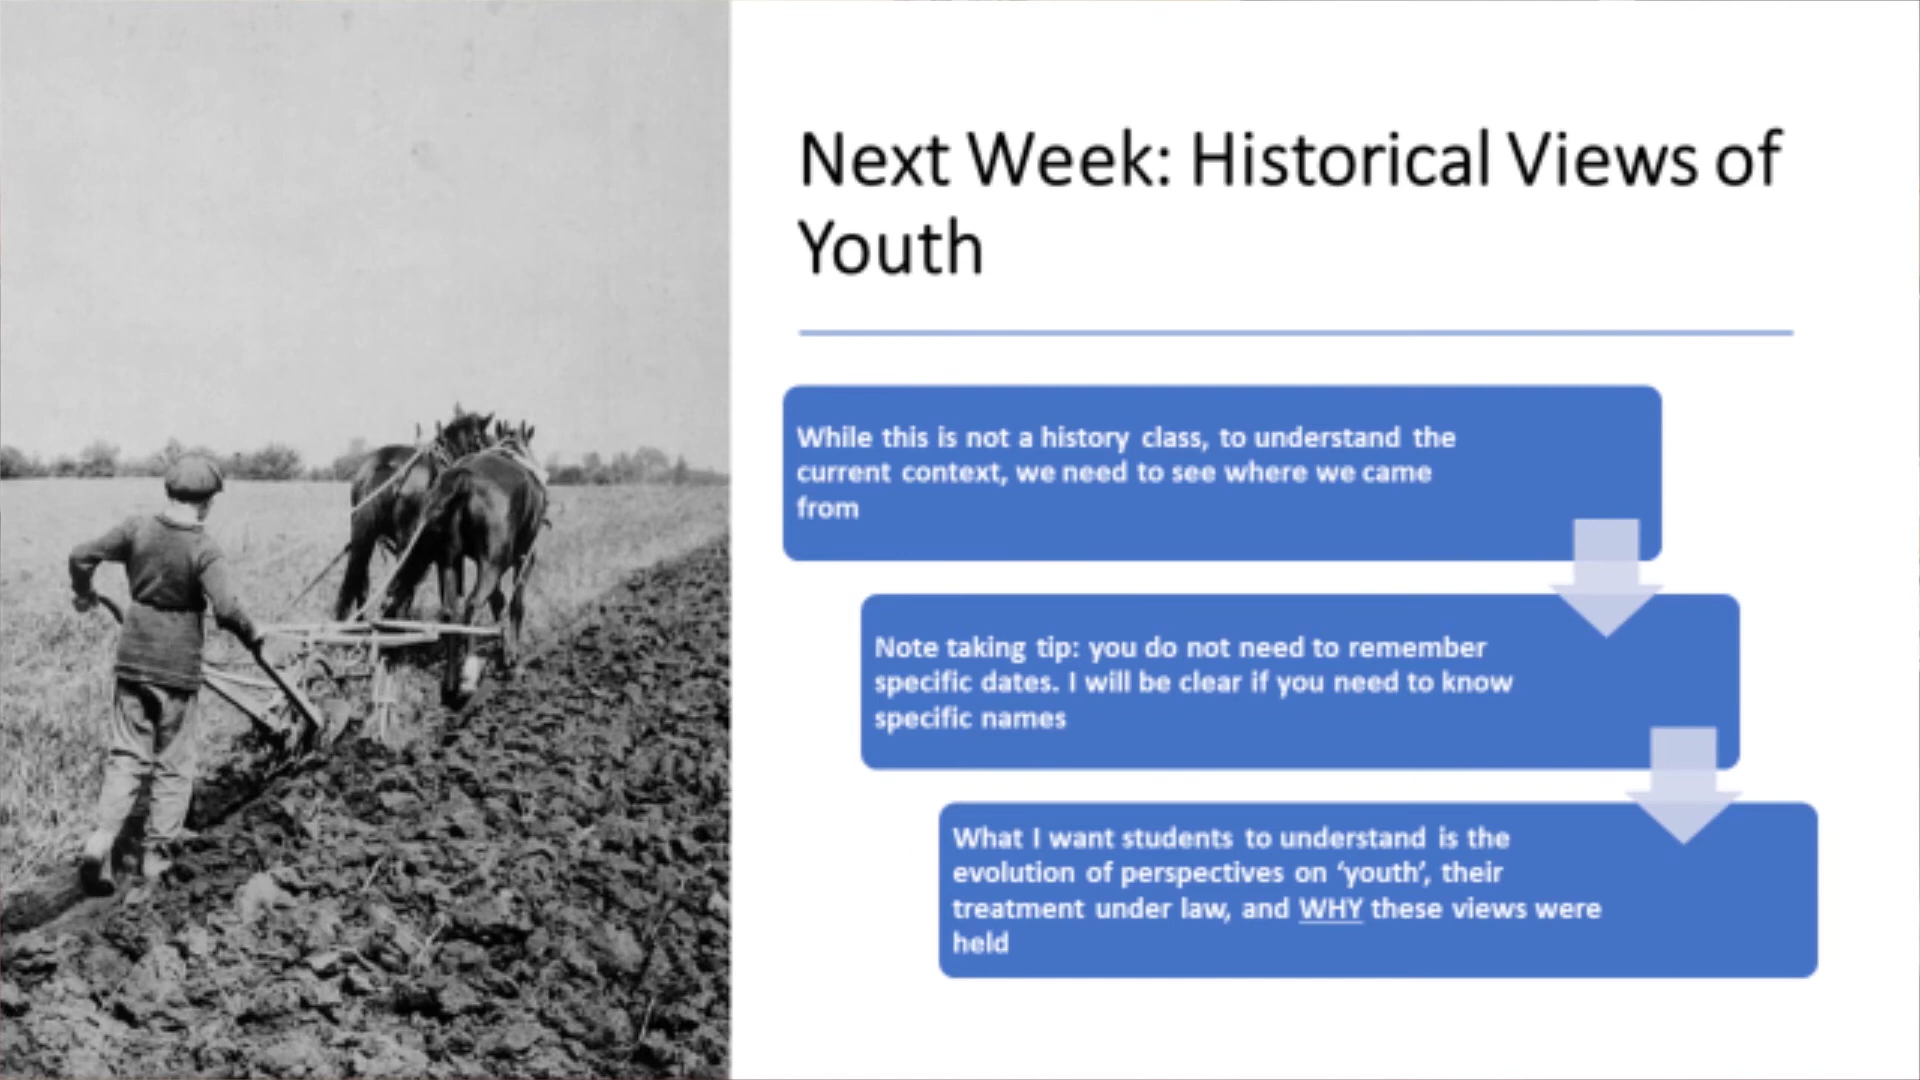 Next Week: Historical Views of
Youth
While this is not a history class, to understand the
current context, we need to see where we came
from
Note taking tip: you do not need to remember
specific dates. I will be clear if you need to know
specific names
What I want students to understand is the
evolution of perspectives on ‘youth’, their
treatment under law, and WHY these views were
held